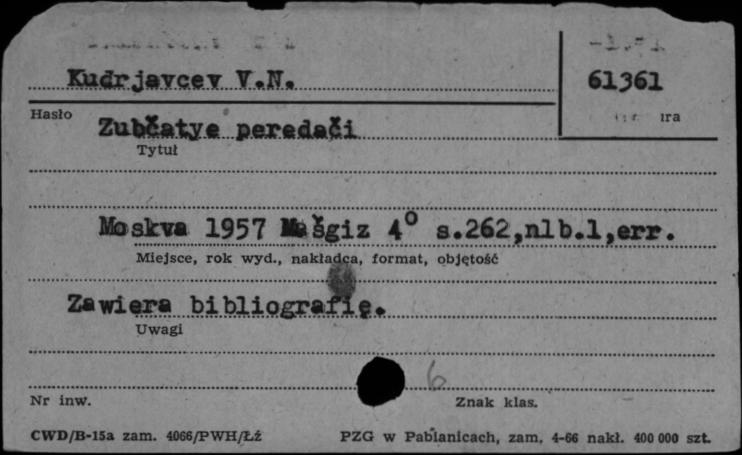 Kudrjavcev V.N.
61361
Hasło
Zubčatye peredači
Tytuł
Moskva 1957 Mašgiz 4° s.262,nlb.1,err.
Miejsce, rok wyd., nakładca, format, objętość
Zawiera bibliografię.
Uwagi
6
Nr inw.
Znak klas.
CWD/B-15a zam. 4066/PWH/Łż
PZG w Pabianicach, zam. 4-66 nakł. 400 000 szt.